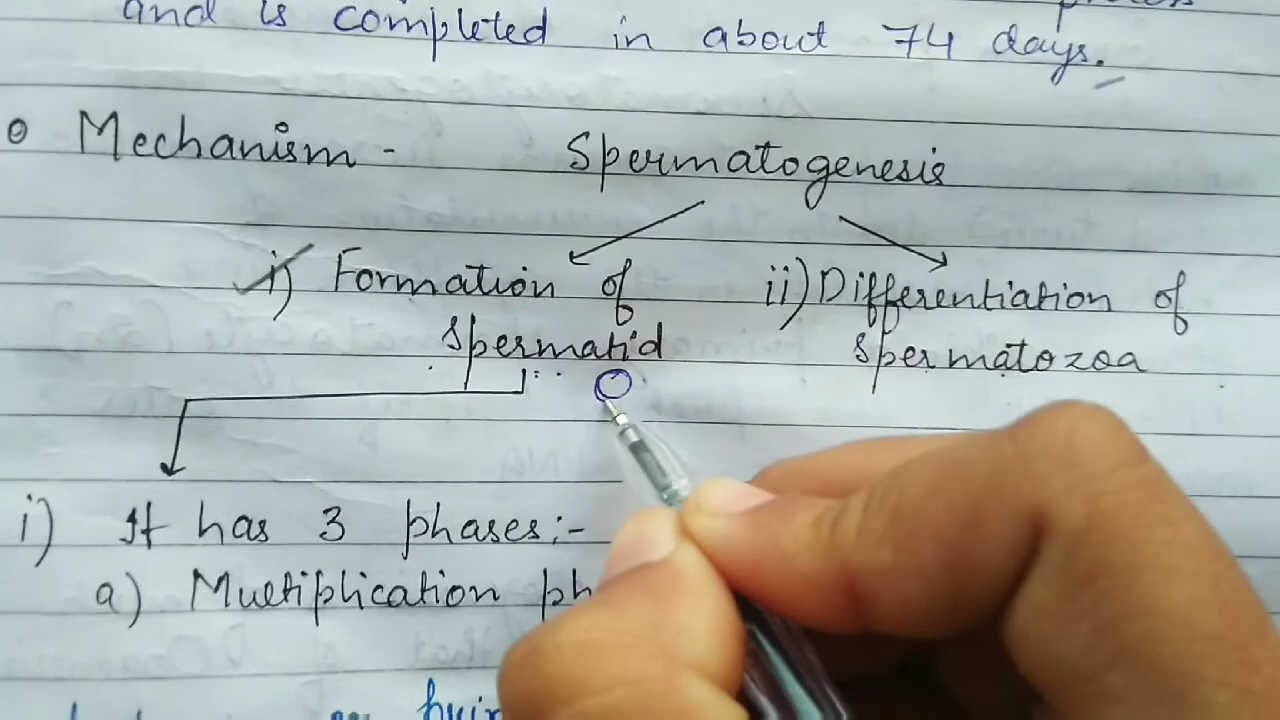 and is completed in about 74 days.
Mechanism - Spermatogenesis
i) Formation of ii) Differentiation of
spermatid spermatozoa
i) It has 3 phases:-
a) Multiplication ph